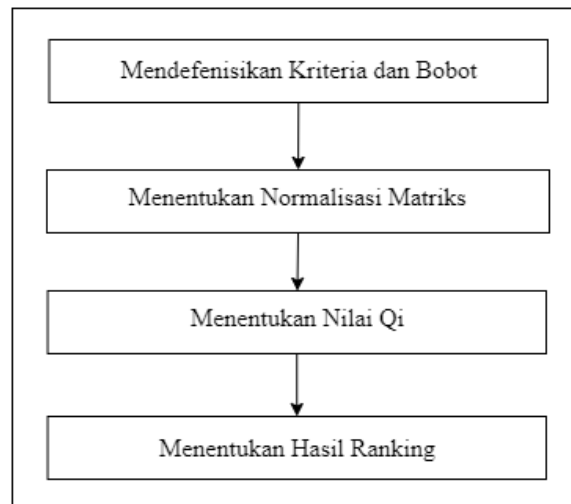 Mendefenisikan Kriteria dan Bobot
Menentukan Normalisasi Matriks
Menentukan Nilai Qi
Menentukan Hasil Ranking